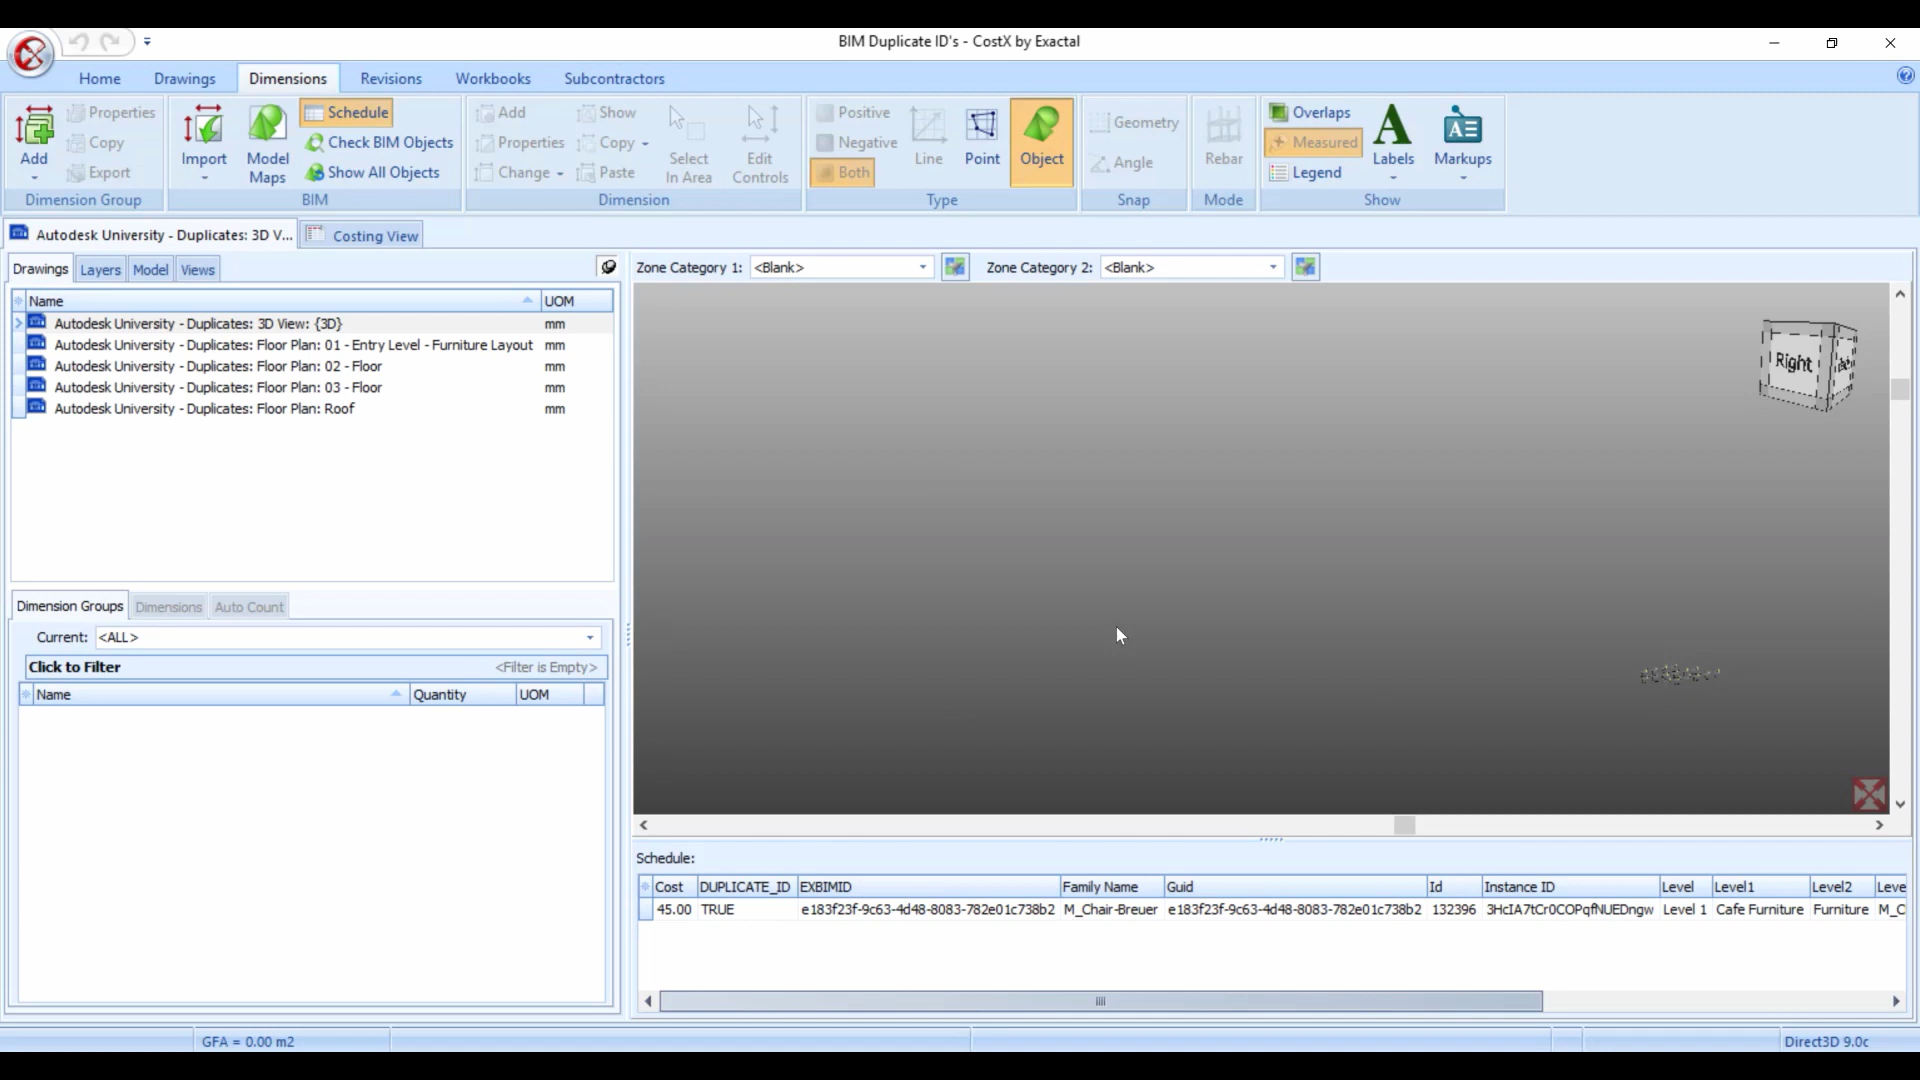 BIM Duplicate ID's - CostX by Exactal
Home Drawings Dimensions Revisions Workbooks Subcontractors
Add
Properties
Copy
Export
Dimension Group
Import
Model Maps
Schedule
Check BIM Objects
Show All Objects
BIM
Add Show
Properties Copy
Change Paste
Select In Area
Edit Controls
Dimension
Positive
Negative
Both
Line
Point
Object
Type
Geometry
Angle
Snap
Rebar
Mode
Overlaps
Measured
Legend
Labels
Markups
Show
Autodesk University - Duplicates: 3D V... Costing View
Drawings Layers Model Views
Name UOM
Autodesk University - Duplicates: 3D View: {3D} mm
Autodesk University - Duplicates: Floor Plan: 01 - Entry Level - Furniture Layout mm
Autodesk University - Duplicates: Floor Plan: 02 - Floor mm
Autodesk University - Duplicates: Floor Plan: 03 - Floor mm
Autodesk University - Duplicates: Floor Plan: Roof mm
Dimension Groups Dimensions Auto Count
Current: <ALL>
Click to Filter <Filter is Empty>
Name Quantity UOM
Zone Category 1: <Blank> Zone Category 2: <Blank>
Right
Schedule:
Cost DUPLICATE_ID EXBIMID Family Name Guid Id Instance ID Level Level1 Level2 Leve
45.00 TRUE e183f23f-9c63-4d48-8083-782e01c738b2 M_Chair-Breuer e183f23f-9c63-4d48-8083-782e01c738b2 132396 3HcIA7tCr0COPqfNUEDngw Level 1 Cafe Furniture Furniture M_C
GFA = 0.00 m2 Direct3D 9.0c